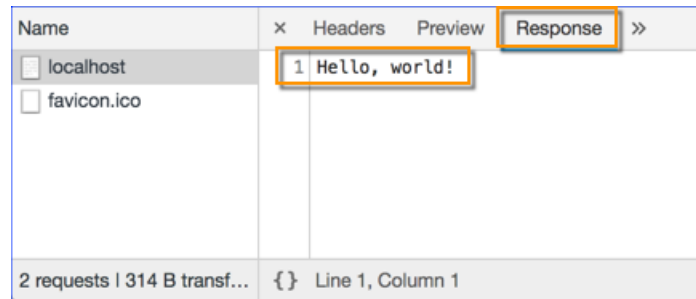 Name
× Headers Preview Response »
localhost
1 Hello, world!
favicon.ico
2 requests | 314 B transf...
{} Line 1, Column 1